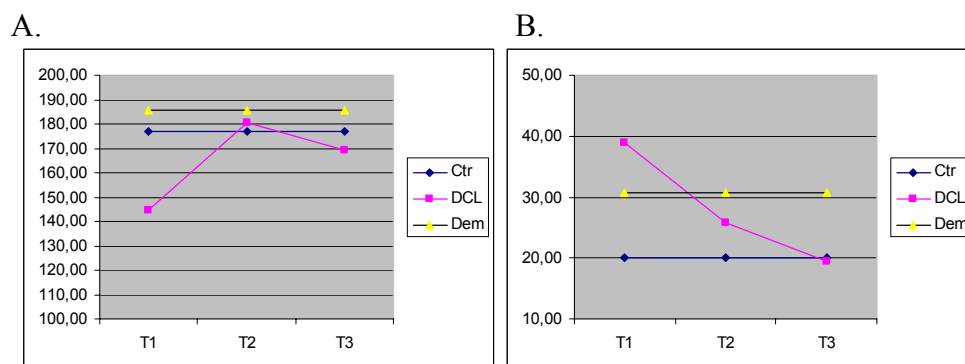 A.
200,00
190,00
180,00
170,00
160,00
150,00
140,00
130,00
120,00
110,00
100,00
T1 T2 T3
Ctr
DCL
Dem
B.
50,00
40,00
30,00
20,00
10,00
T1 T2 T3
Ctr
DCL
Dem